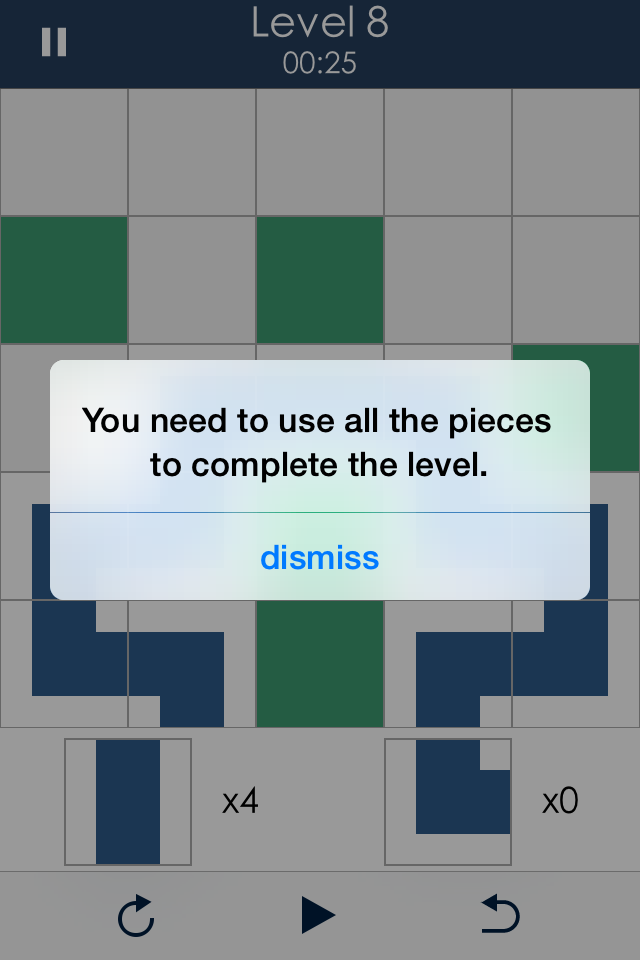 Level 8
00:25
You need to use all the pieces
to complete the level.
dismiss
x4
x0